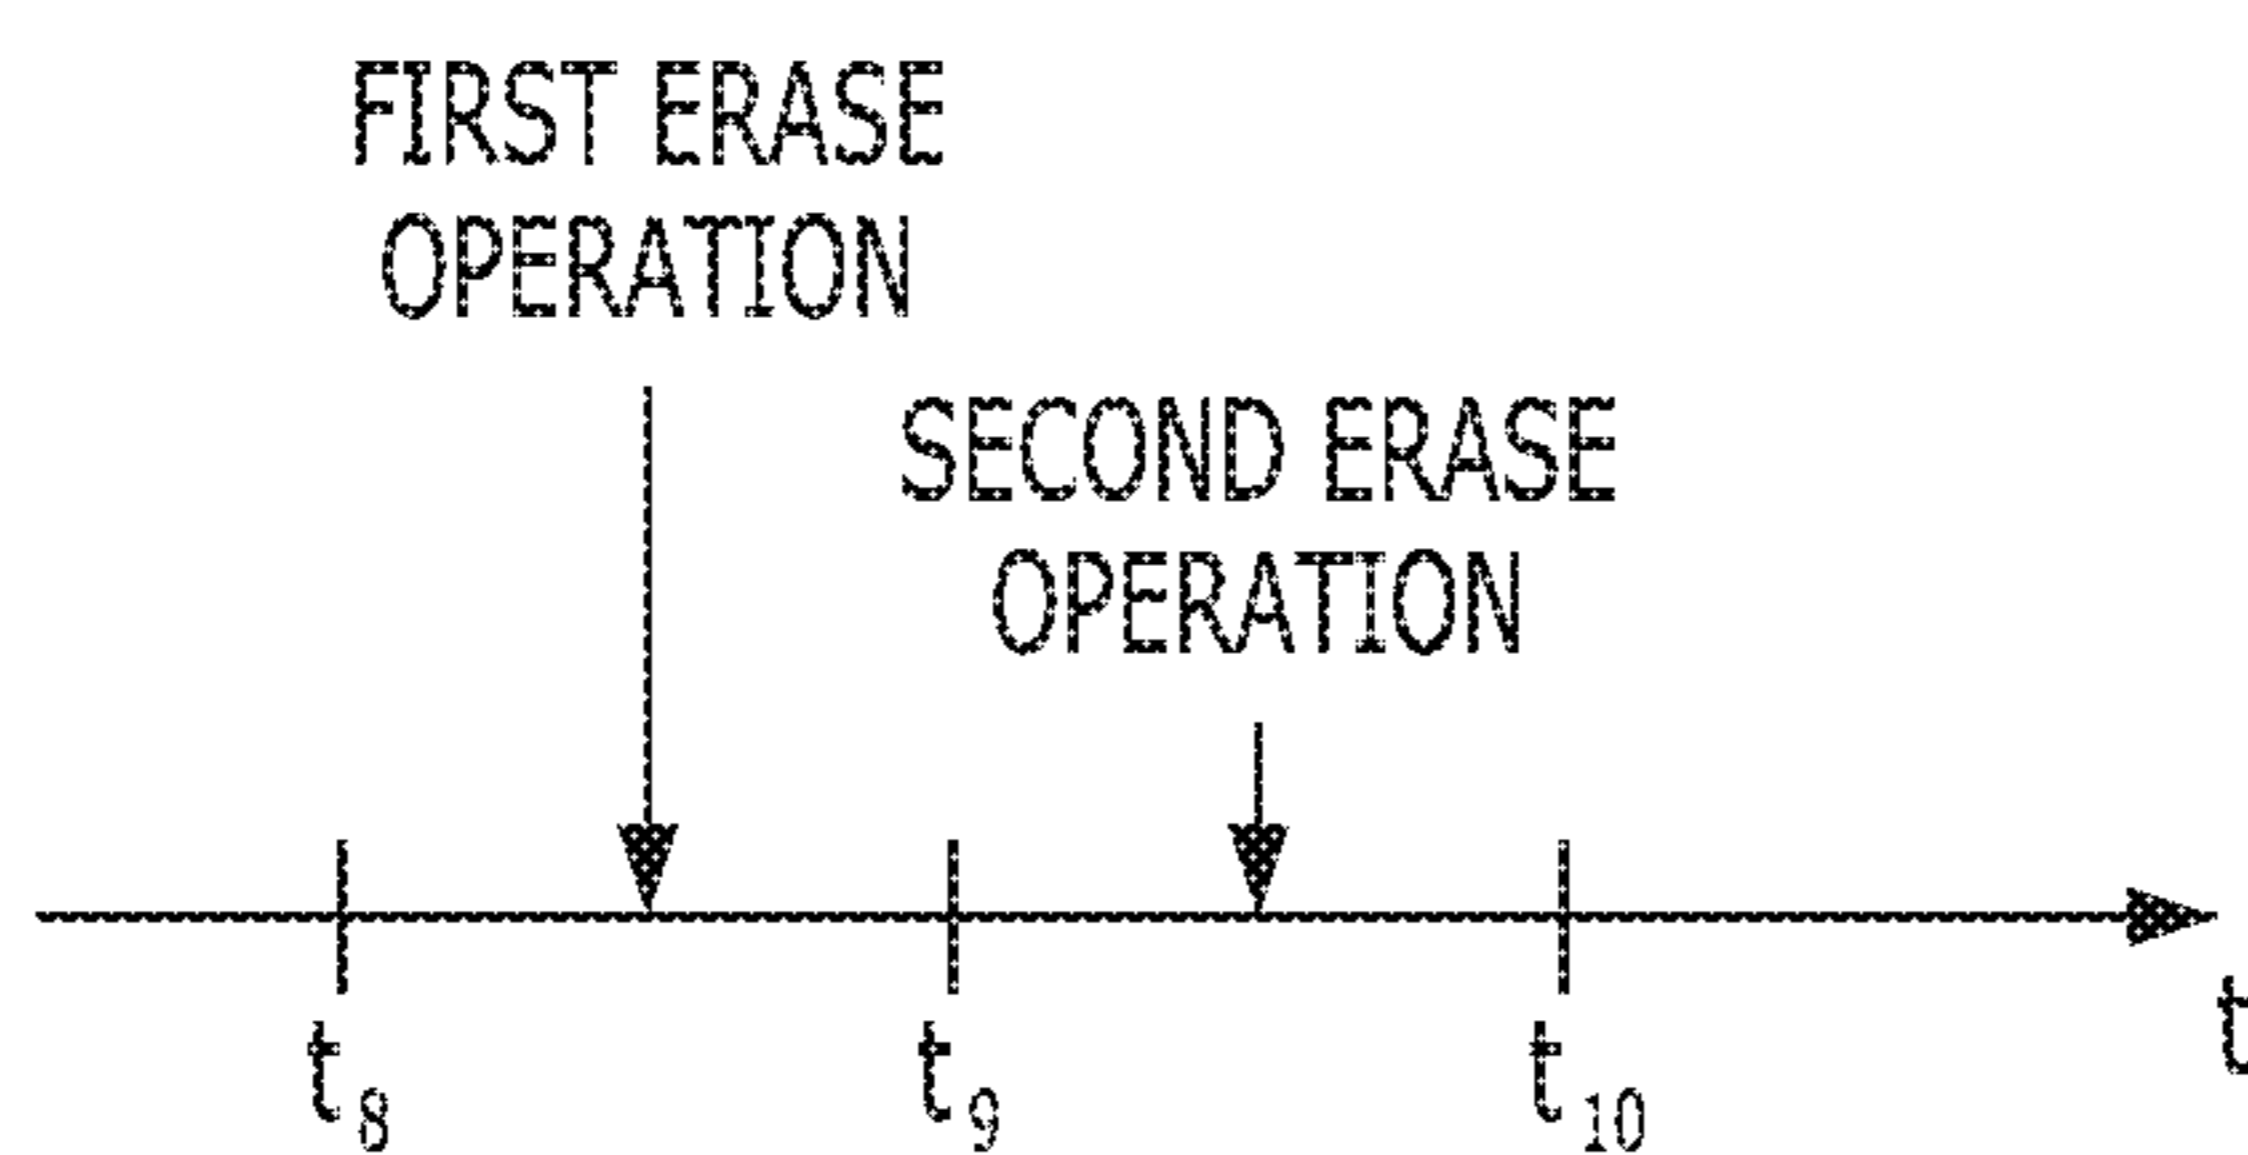 FIRST ERASE
OPERATION
SECOND ERASE
OPERATION
t8 t9 t10 t